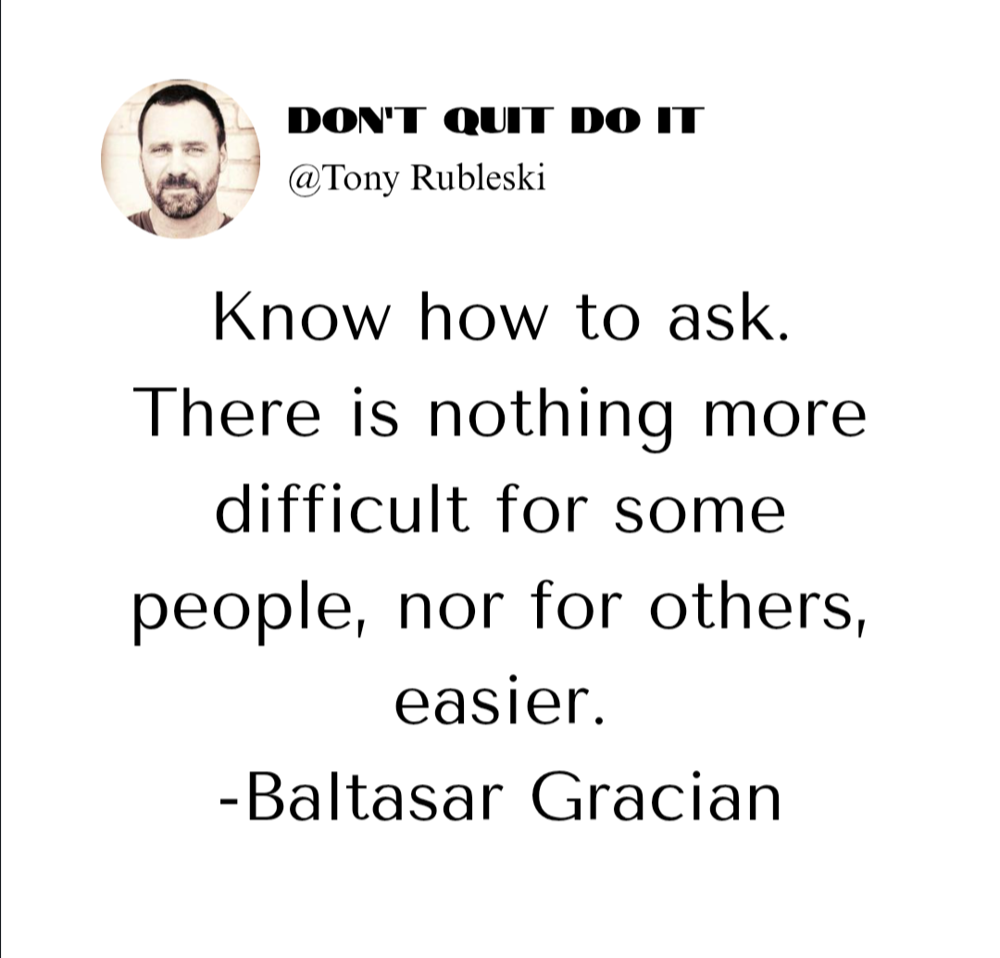 DON'T QUIT DO IT
@Tony Rubleski
Know how to ask.
There is nothing more
difficult for some
people, nor for others,
easier.
-Baltasar Gracian